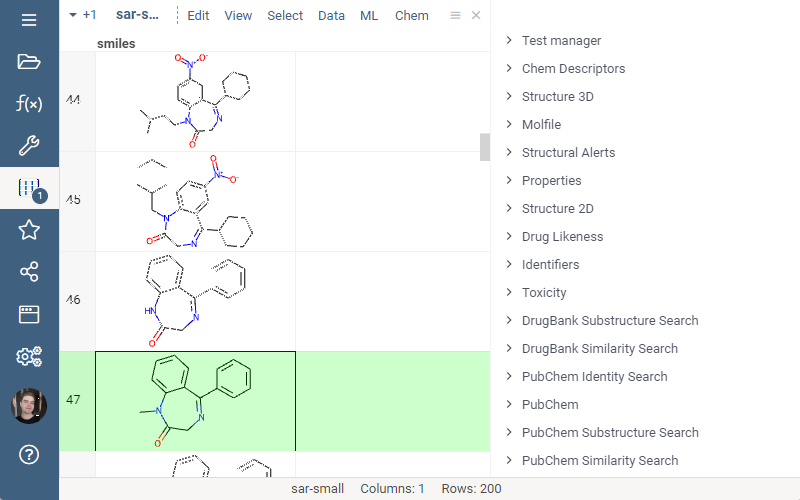 +1 sar-s... Edit View Select Data ML Chem
smiles
44
45
46
47
f(x)
1
Test manager
Chem Descriptors
Structure 3D
Molfile
Structural Alerts
Properties
Structure 2D
Drug Likeness
Identifiers
Toxicity
DrugBank Substructure Search
DrugBank Similarity Search
PubChem Identity Search
PubChem
PubChem Substructure Search
PubChem Similarity Search
sar-small Columns: 1 Rows: 200